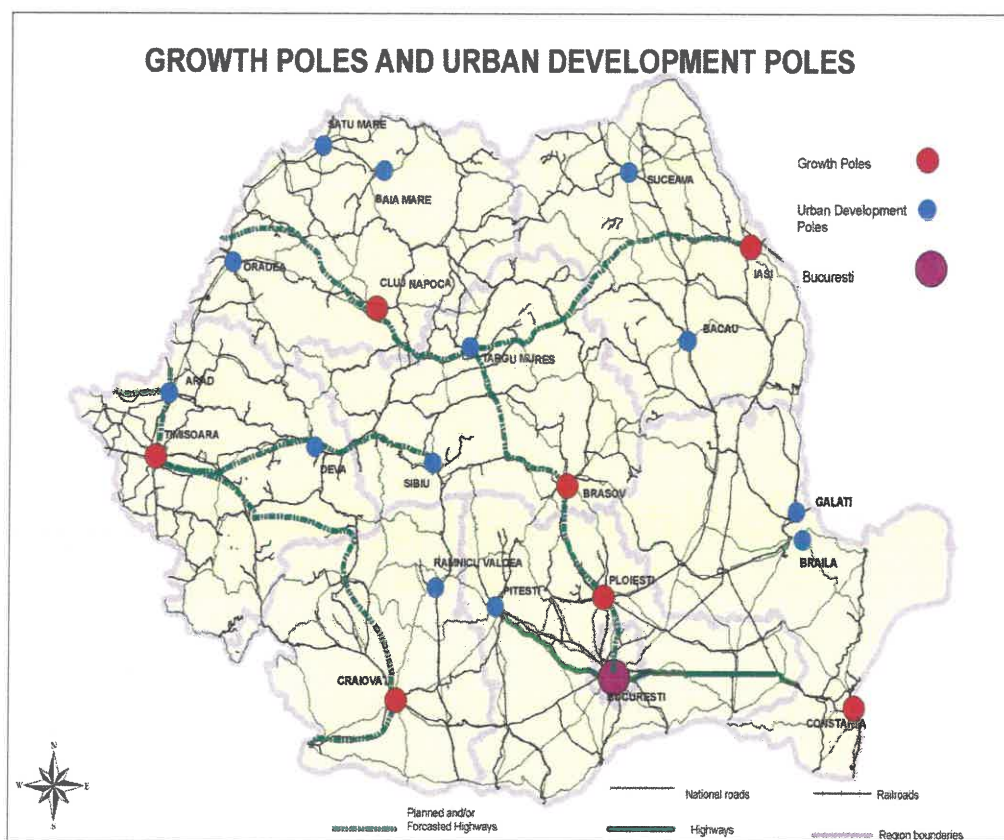 GROWTH POLES AND URBAN DEVELOPMENT POLES
SATU MARE
BAIA MARE
SUCEAVA
Growth Poles
Urban Development
Poles
Bucuresti
ORADEA
CLUJ NAPOCA
IASI
TARGU MURES
BACAU
ARAD
TIMISOARA
DEVA
SIBIU
BRASOV
GALATI
BRAILA
RAMNICU VALCEA
PITESTI
PLOIESTI
CRAIOVA
BUCURESTI
CONSTANTA
N
W
E
S
National roads
Railroads
Planned and/or
Forcasted Highways
Highways
Region boundaries